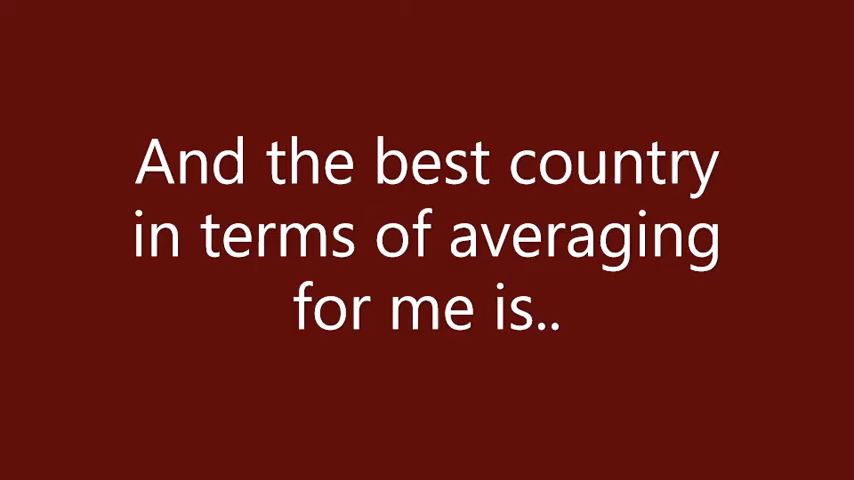 And the best country
in terms of averaging
for me is..